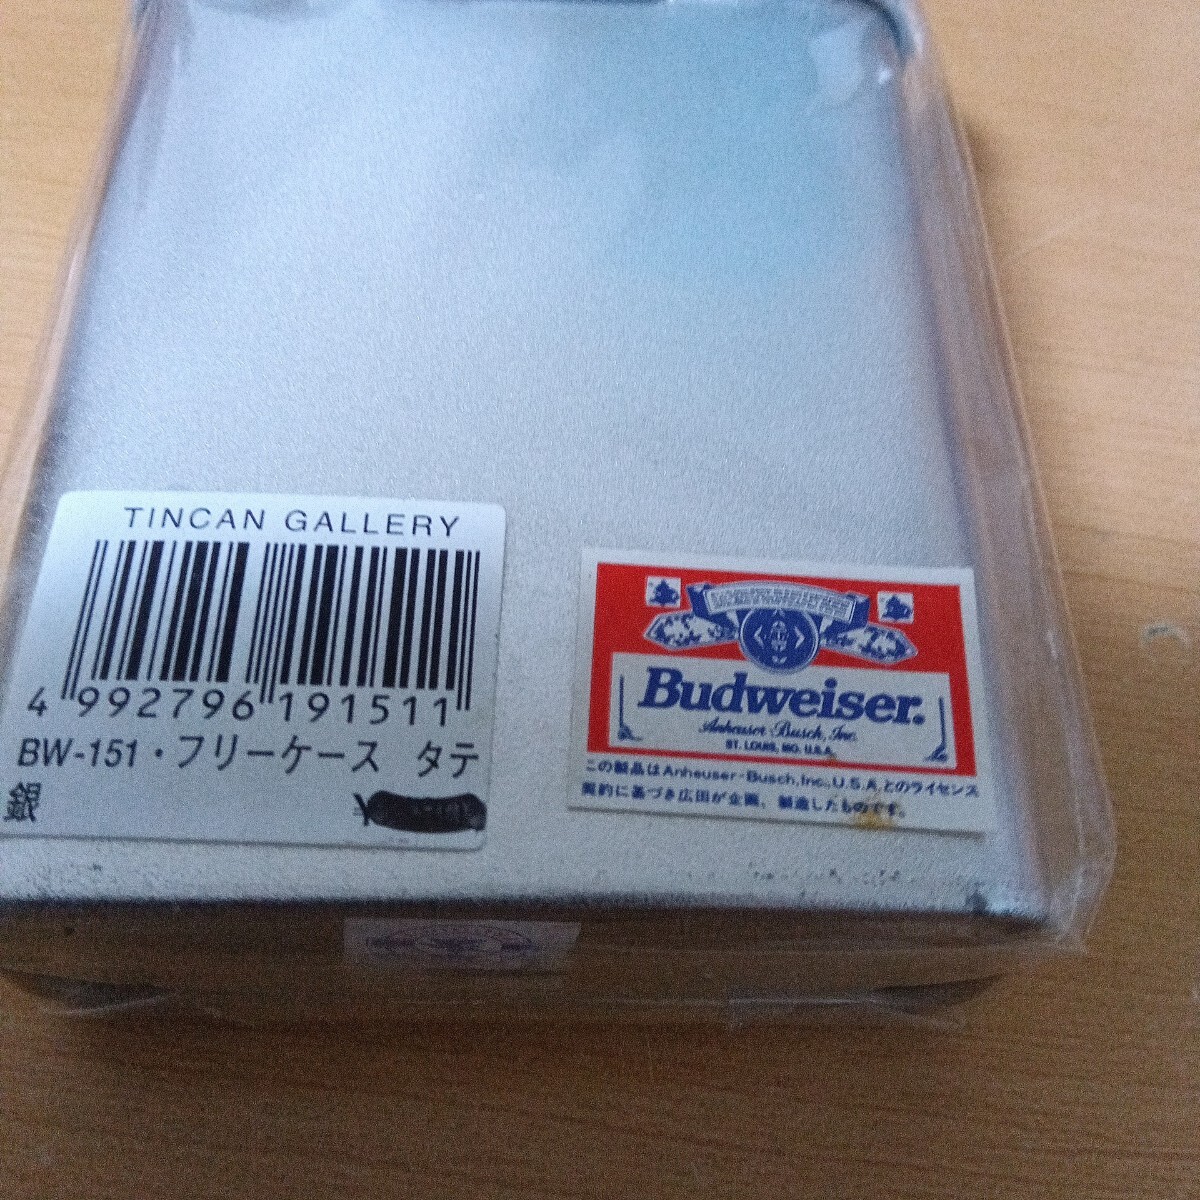 TINCAN GALLERY
4 992796 191511
BW-151・フリーケース タテ
銀
¥
Budweiser.
Anheuser-Busch, Inc.
ST. LOUIS, MO. U.S.A.
この製品はAnheuser-Busch,Inc.,U.S.A.とのライセンス
契約に基づき広田が企画、製造したものです。